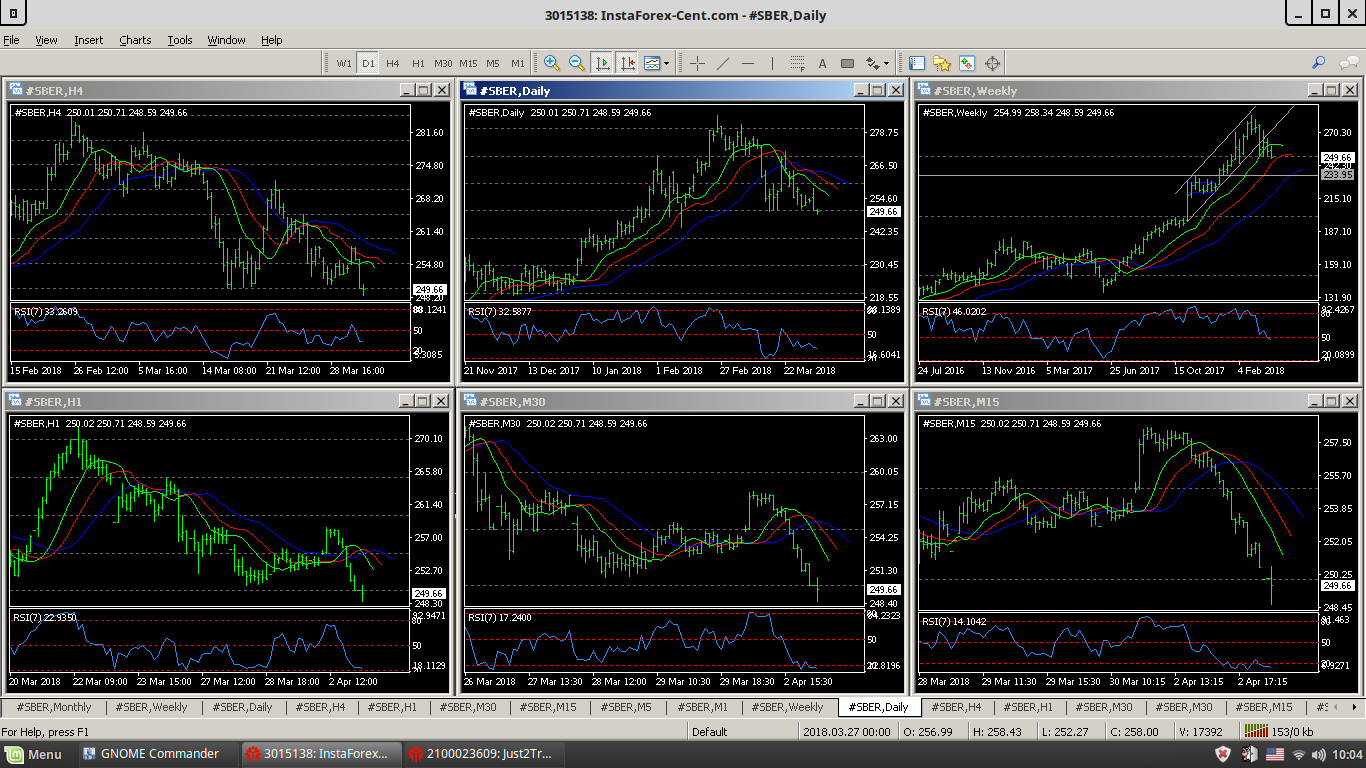 3015138: InstaForex-Cent.com - #SBER,Daily
File View Insert Charts Tools Window Help
W1 D1 H4 H1 M30 M15 M5 M1 A
#SBER,H4
#SBER,H4 250.01 250.71 248.59 249.66
281.60
274.80
268.20
261.40
254.80
249.66
248.20
RSI(7) 33.2609
50
15 Feb 2018 26 Feb 12:00 5 Mar 16:00 14 Mar 08:00 21 Mar 12:00 28 Mar 16:00
#SBER,Daily
#SBER,Daily 250.01 250.71 248.59 249.66
278.75
266.50
254.60
249.66
242.35
230.45
218.55
RSI(7) 32.5877
50
21 Nov 2017 13 Dec 2017 10 Jan 2018 1 Feb 2018 27 Feb 2018 22 Mar 2018
#SBER,Weekly
#SBER,Weekly 254.99 258.34 248.59 249.66
270.30
249.66
233.95
215.10
187.10
159.10
131.90
RSI(7) 46.0202
50
24 Jul 2016 13 Nov 2016 5 Mar 2017 25 Jun 2017 15 Oct 2017 4 Feb 2018
#SBER,H1
#SBER,H1 250.02 250.71 248.59 249.66
270.10
265.80
261.40
257.00
252.70
249.66
248.30
RSI(7) 22.9350
50
20 Mar 2018 22 Mar 09:00 23 Mar 15:00 27 Mar 12:00 28 Mar 18:00 2 Apr 12:00
#SBER,M30
#SBER,M30 250.02 250.71 248.59 249.66
263.00
260.05
257.15
254.25
251.30
249.66
248.40
RSI(7) 17.2400
50
26 Mar 2018 27 Mar 13:30 28 Mar 12:00 29 Mar 10:30 29 Mar 18:30 2 Apr 15:30
#SBER,M15
#SBER,M15 250.02 250.71 248.59 249.66
257.50
255.70
253.85
252.05
250.25
249.66
248.45
RSI(7) 14.1042
50
28 Mar 2018 29 Mar 11:30 29 Mar 15:30 30 Mar 10:15 2 Apr 13:15 2 Apr 17:15
#SBER,Monthly #SBER,Weekly #SBER,Daily #SBER,H4 #SBER,H1 #SBER,M30 #SBER,M15 #SBER,M5 #SBER,M1 #SBER,Weekly #SBER,Daily #SBER,H4 #SBER,H1 #SBER,M30 #SBER,M30 #SBER,M15
For Help, press F1 Default 2018.03.27 00:00 O: 256.99 H: 258.43 L: 252.27 C: 258.00 V: 17392 153/0 kb
Menu GNOME Commander 3015138: InstaForex... 2100023609: Just2Tr... 10:04